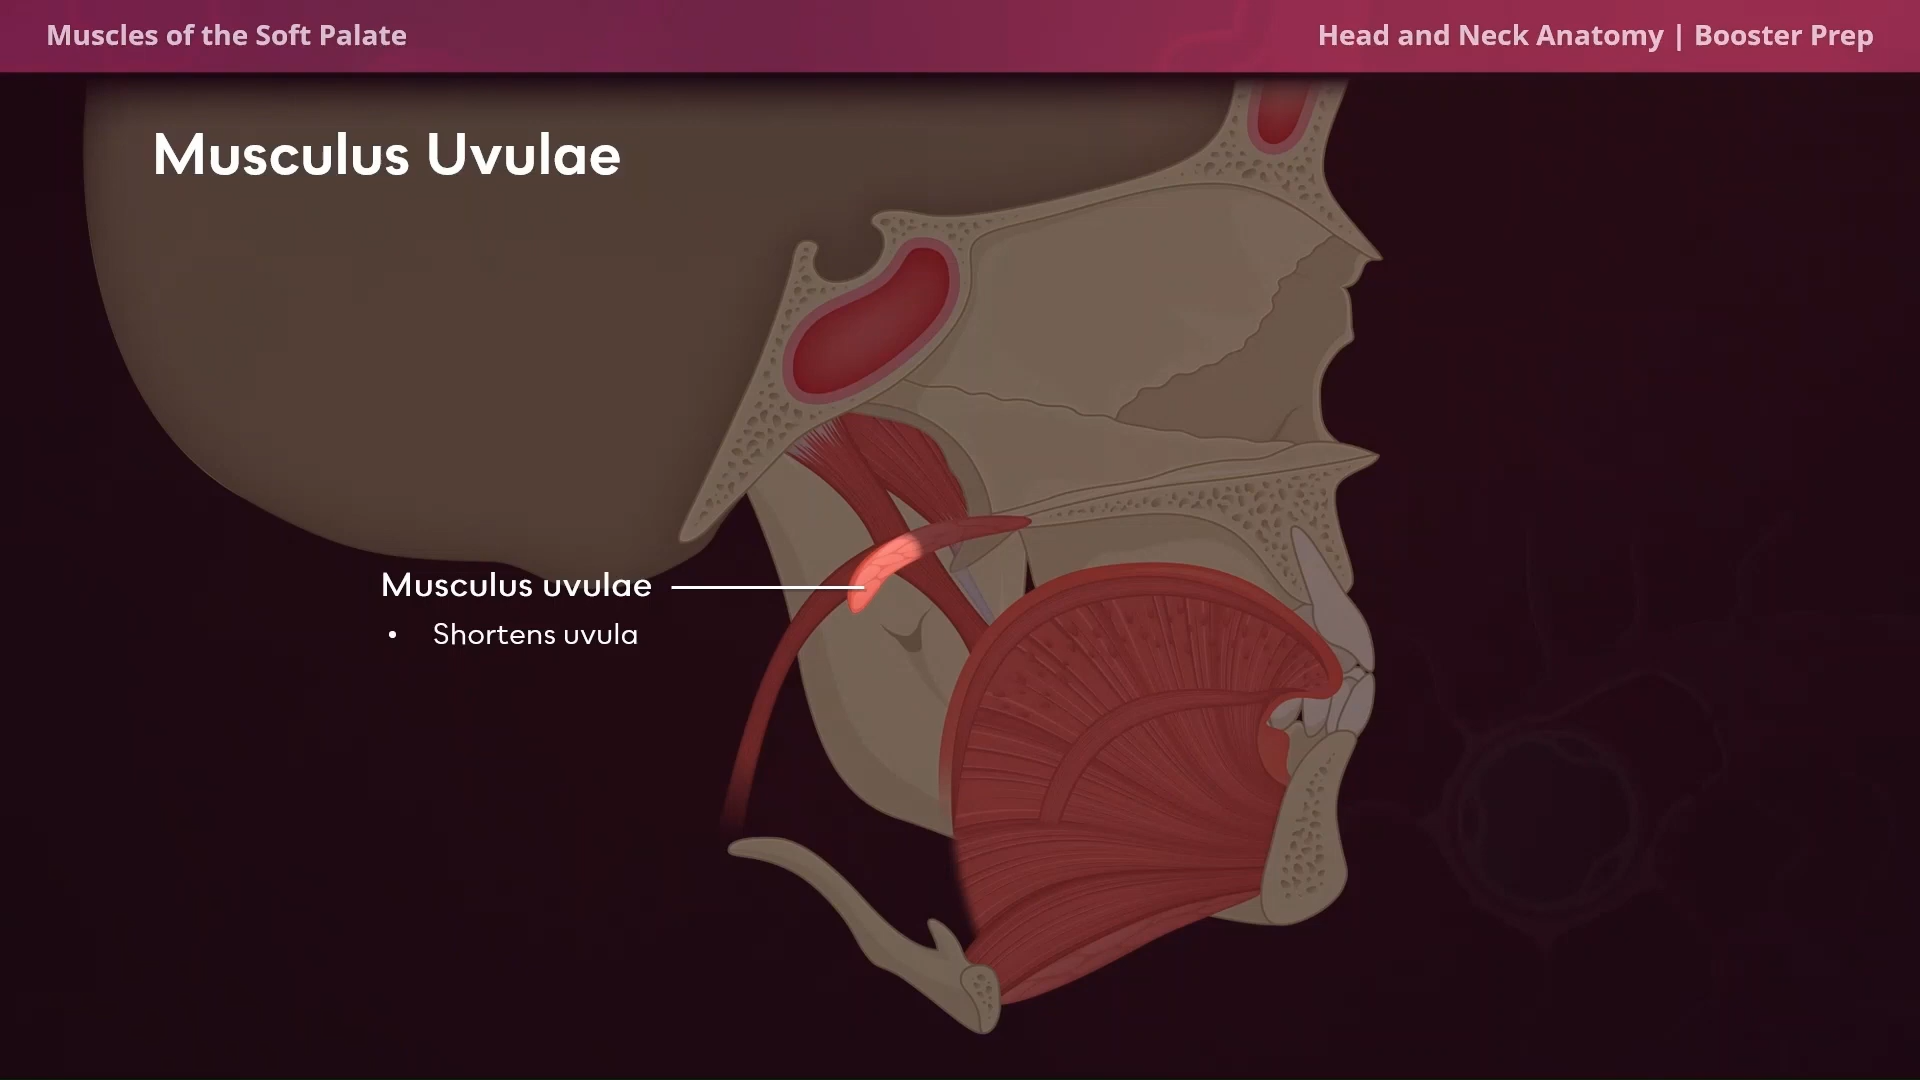 Muscles of the Soft Palate
Head and Neck Anatomy | Booster Prep
Musculus Uvulae
Musculus uvulae
• Shortens uvula